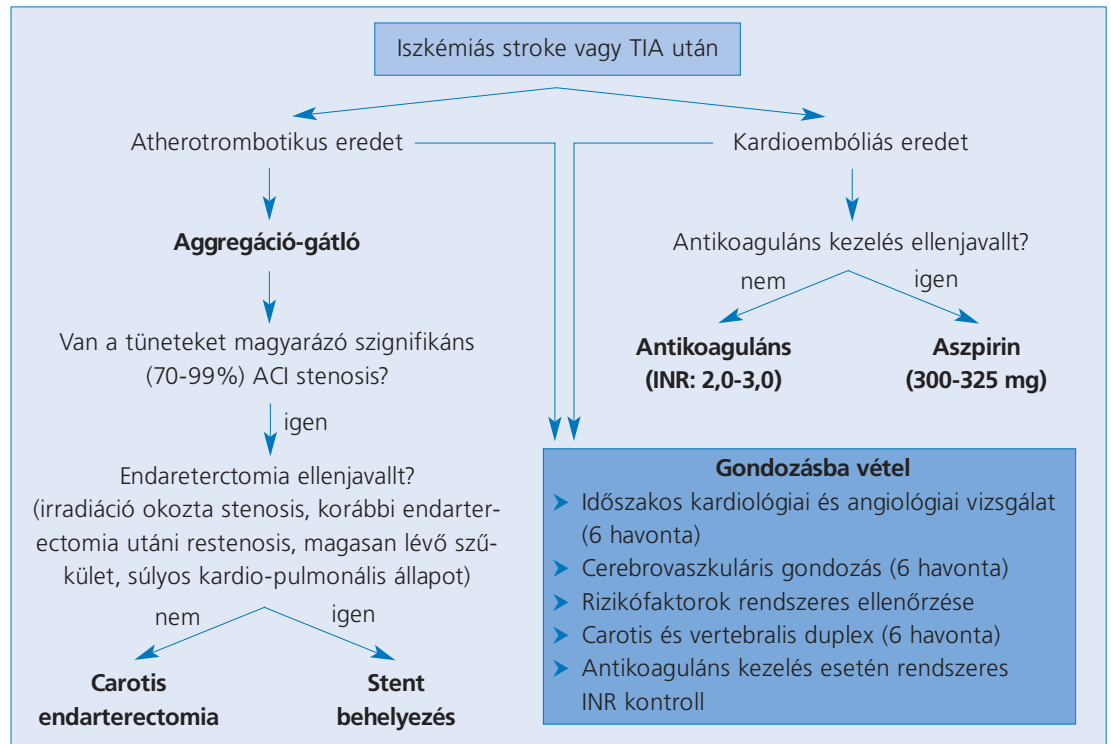 Iszkémiás stroke vagy TIA után
Atherotrombotikus eredet
Kardioembóliás eredet
Aggregáció-gátló
Antikoaguláns kezelés ellenjavallt?
nem
igen
Van a tüneteket magyarázó szignifikáns
(70-99%) ACI stenosis?
Antikoaguláns
(INR: 2,0-3,0)
Aszpirin
(300-325 mg)
igen
Endareterctomia ellenjavallt?
(irradiáció okozta stenosis, korábbi endarter-
ectomia utáni restenosis, magasan lévő szű-
kület, súlyos kardio-pulmonális állapot)
nem
igen
Carotis
endarterectomia
Stent
behelyezés
Gondozásba vétel
➤ Időszakos kardiológiai és angiológiai vizsgálat
(6 havonta)
➤ Cerebrovaszkuláris gondozás (6 havonta)
➤ Rizikófaktorok rendszeres ellenőrzése
➤ Carotis és vertebralis duplex (6 havonta)
➤ Antikoaguláns kezelés esetén rendszeres
INR kontroll